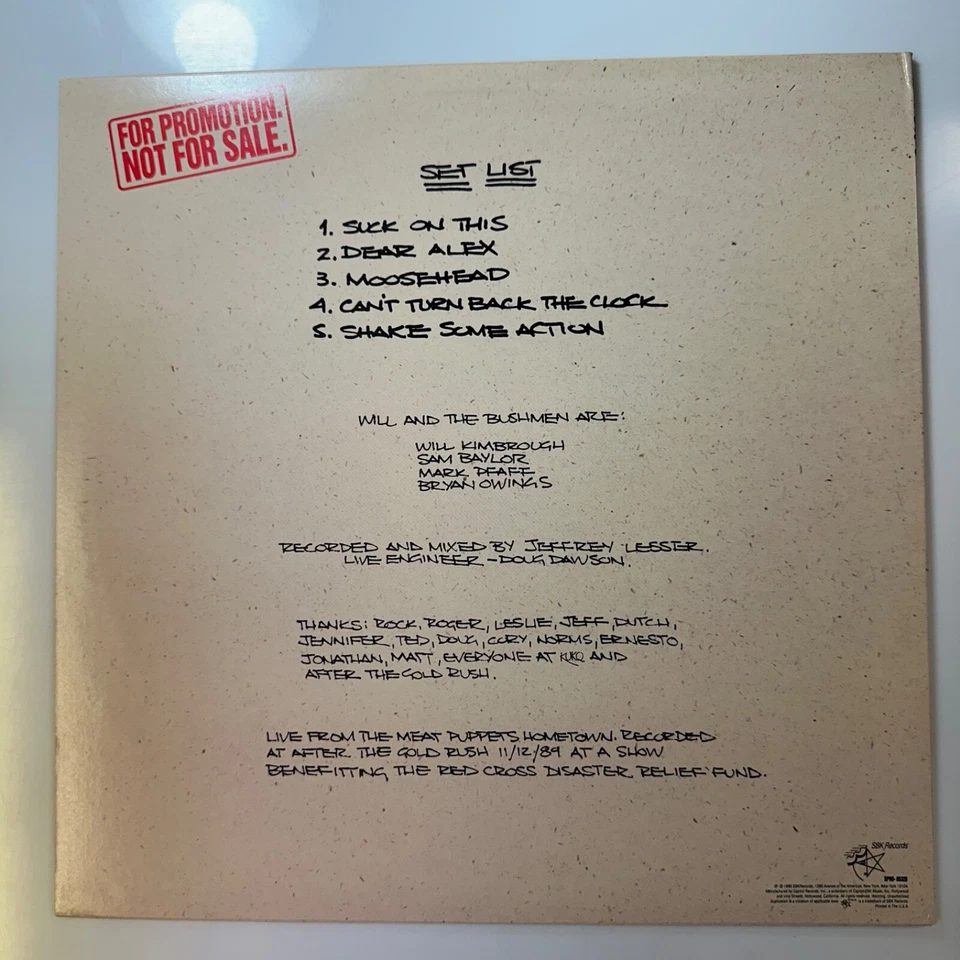 FOR PROMOTION.
NOT FOR SALE.
SET LIST
1. SUCK ON THIS
2. DEAR ALEX
3. MOOSEHEAD
4. CAN'T TURN BACK THE CLOCK
5. SHAKE SOME ACTION
WILL AND THE BUSHMEN ARE:
WILL KIMBROUGH
SAM BAYLOR
MARK PFAFF
BRYAN OWINGS
RECORDED AND MIXED BY JEFFREY LESSER.
LIVE ENGINEER - DOUG DAWSON.
THANKS: ROCK, ROGER, LESLIE, JEFF, DUTCH,
JENNIFER, TED, DOUG, CORY, NORMS, ERNESTO,
JONATHAN, MATT, EVERYONE AT KUKQ AND
AFTER THE GOLD RUSH.
LIVE FROM THE MEAT PUPPETS HOMETOWN. RECORDED
AT AFTER THE GOLD RUSH 11/12/89 AT A SHOW
BENEFITTING THE RED CROSS DISASTER RELIEF FUND.
SBK Records